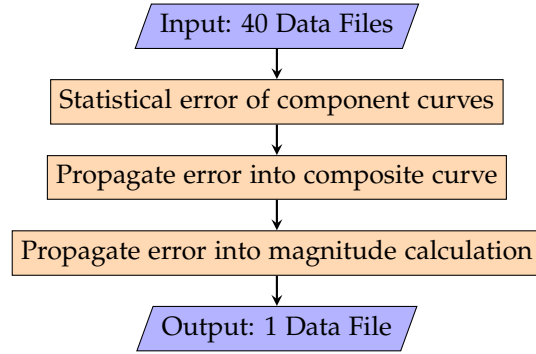 Input: 40 Data Files
Statistical error of component curves
Propagate error into composite curve
Propagate error into magnitude calculation
Output: 1 Data File